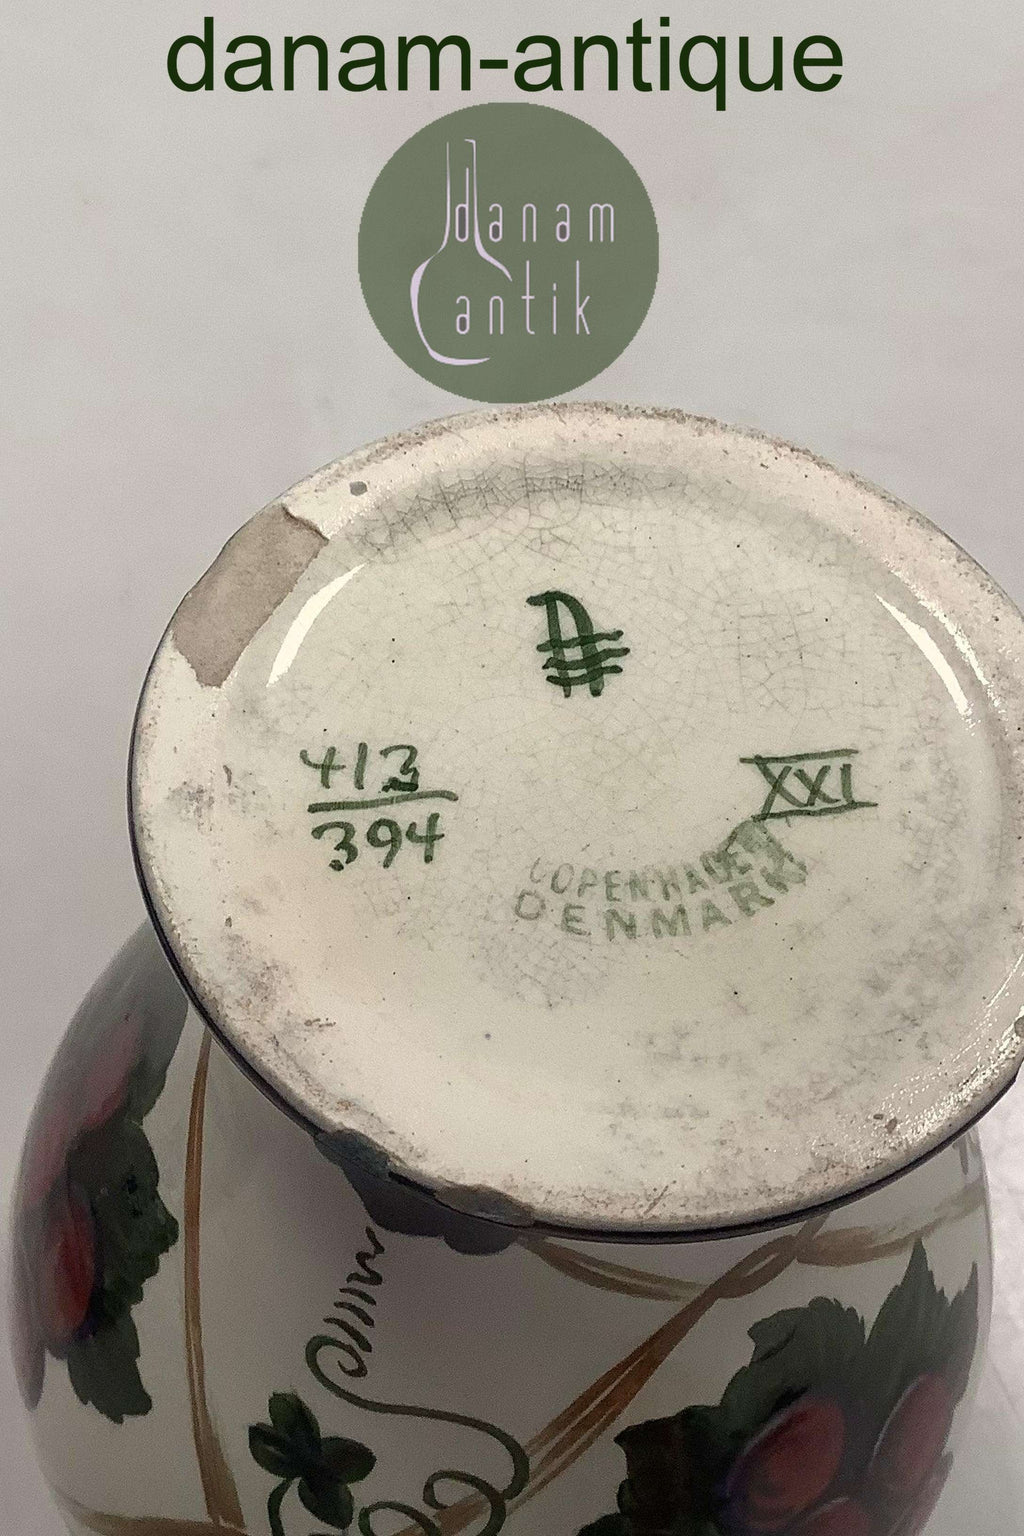 danam-antique
danam
antik
413
394
XXI
COPENHAGEN
DENMARK